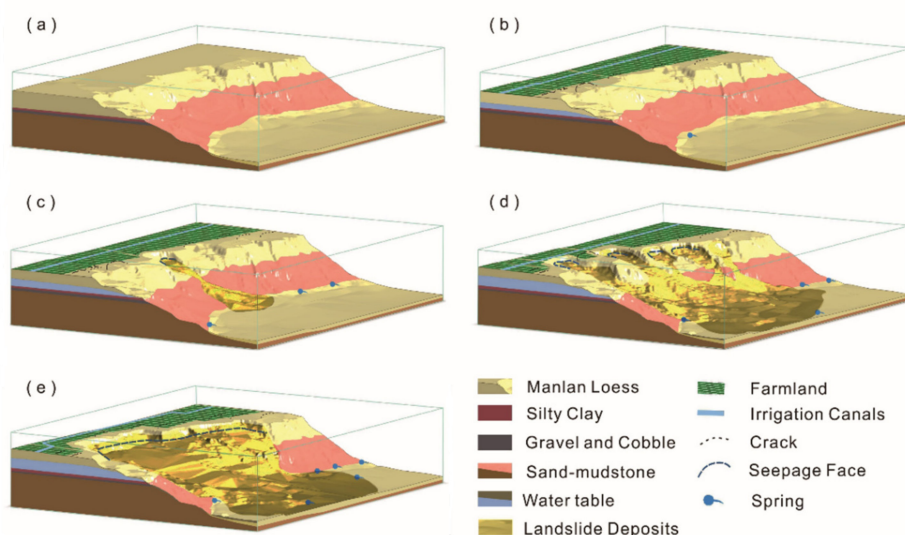 (a)
(b)
(c)
(d)
(e)
Manlan Loess
Silty Clay
Gravel and Cobble
Sand-mudstone
Water table
Landslide Deposits
Farmland
Irrigation Canals
Crack
Seepage Face
Spring